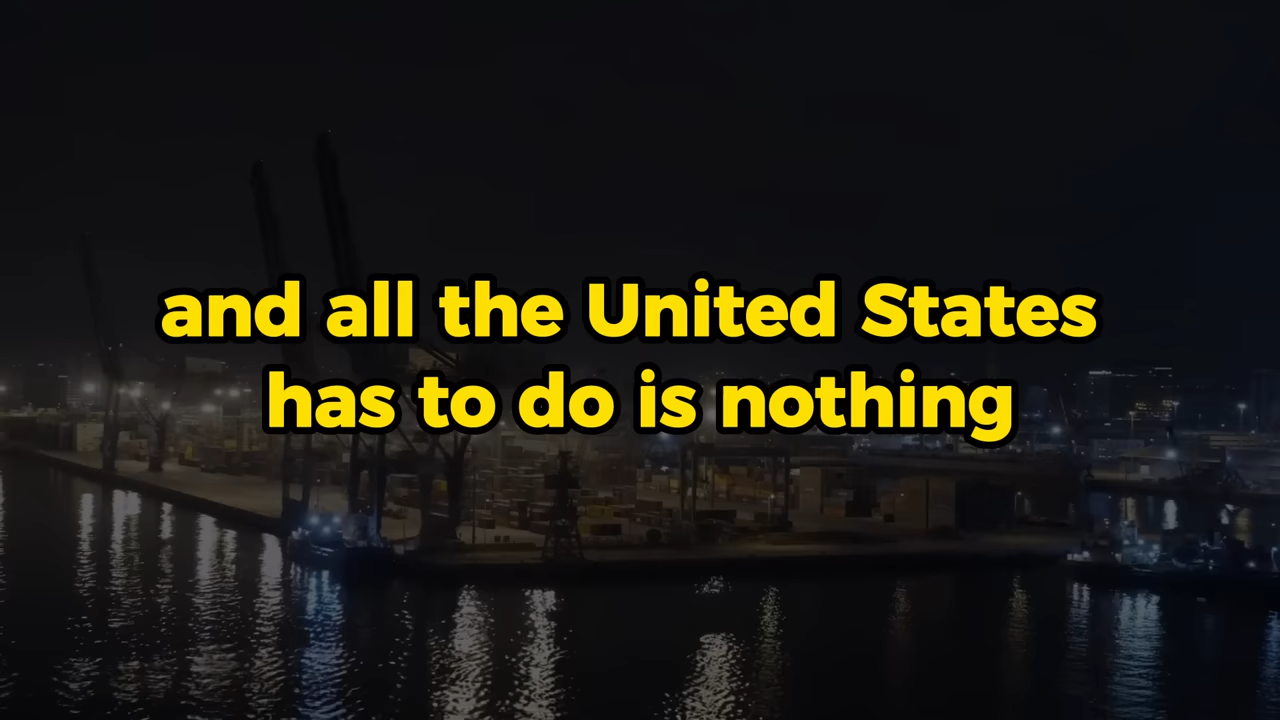 and all the United States
has to do is nothing